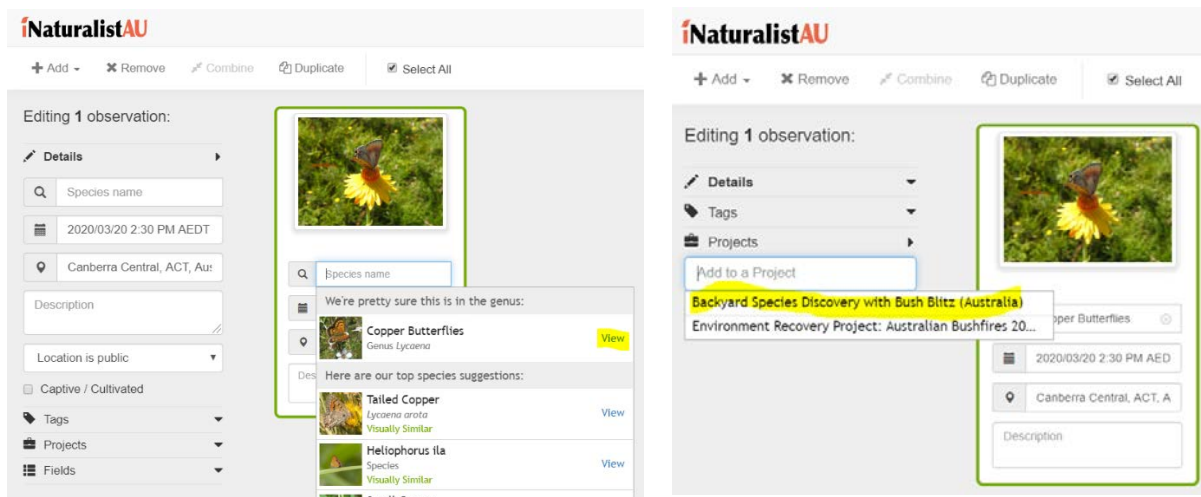 iNaturalistAU
Add Remove Combine Duplicate Select All
Editing 1 observation:
Details
Species name
2020/03/20 2:30 PM AEDT
Canberra Central, ACT, Aus
Description
Location is public
Captive / Cultivated
Tags
Projects
Fields
Species name
We're pretty sure this is in the genus:
Copper Butterflies
Genus Lycaena
View
Des
Here are our top species suggestions:
Tailed Copper
Lycaena arota
Visually Similar
View
Heliophorus ila
Species
Visually Similar
View
iNaturalistAU
Add Remove Combine Duplicate Select All
Editing 1 observation:
Details
Tags
Projects
Add to a Project
Backyard Species Discovery with Bush Blitz (Australia)
Environment Recovery Project: Australian Bushfires 20...
pper Butterflies
2020/03/20 2:30 PM AED
Canberra Central, ACT, A
Description